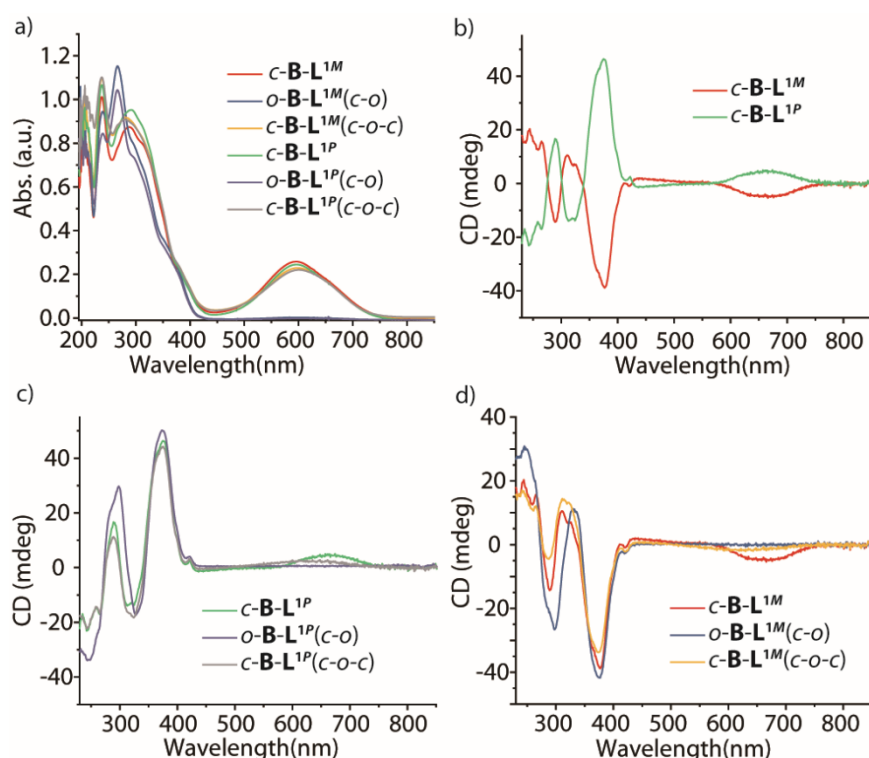 a)
Abs. (a.u.)
1.2
1.0
0.8
0.6
0.4
0.2
0.0
c-B-L¹ᴹ
o-B-L¹ᴹ(c-o)
c-B-L¹ᴹ(c-o-c)
c-B-L¹ᴾ
o-B-L¹ᴾ(c-o)
c-B-L¹ᴾ(c-o-c)
200 300 400 500 600 700 800
Wavelength(nm)
b)
CD (mdeg)
40
20
0
-20
-40
c-B-L¹ᴹ
c-B-L¹ᴾ
300 400 500 600 700 800
Wavelength(nm)
c)
CD (mdeg)
40
20
0
-20
-40
c-B-L¹ᴾ
o-B-L¹ᴾ(c-o)
c-B-L¹ᴾ(c-o-c)
300 400 500 600 700 800
Wavelength(nm)
d)
CD (mdeg)
40
20
0
-20
-40
c-B-L¹ᴹ
o-B-L¹ᴹ(c-o)
c-B-L¹ᴹ(c-o-c)
300 400 500 600 700 800
Wavelength(nm)